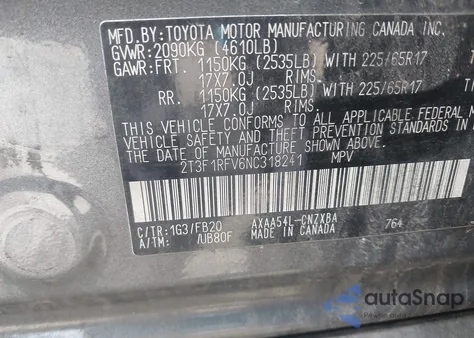 MFD.BY:TOYOTA MOTOR MANUFACTURING CANADA INC.
GVWR:2090KG (4610LB)
GAWR:FRT. 1150KG (2535LB) WITH 225/65R17
17X7.0J RIMS.
RR. 1150KG (2535LB) WITH 225/65R17
17X7.0J RIMS.
THIS VEHICLE CONFORMS TO ALL APPLICABLE FEDERAL
VEHICLE SAFETY AND THEFT PREVENTION STANDARDS
DATE OF MANUFACTURE SHOWN ABOVE.
2T3F1RFV6NC318241 MPV
C/TR:1G3/FB20 AXAA54L-CNZXBA 764
A/TM: /UB80F MADE IN CANADA
autoSnap